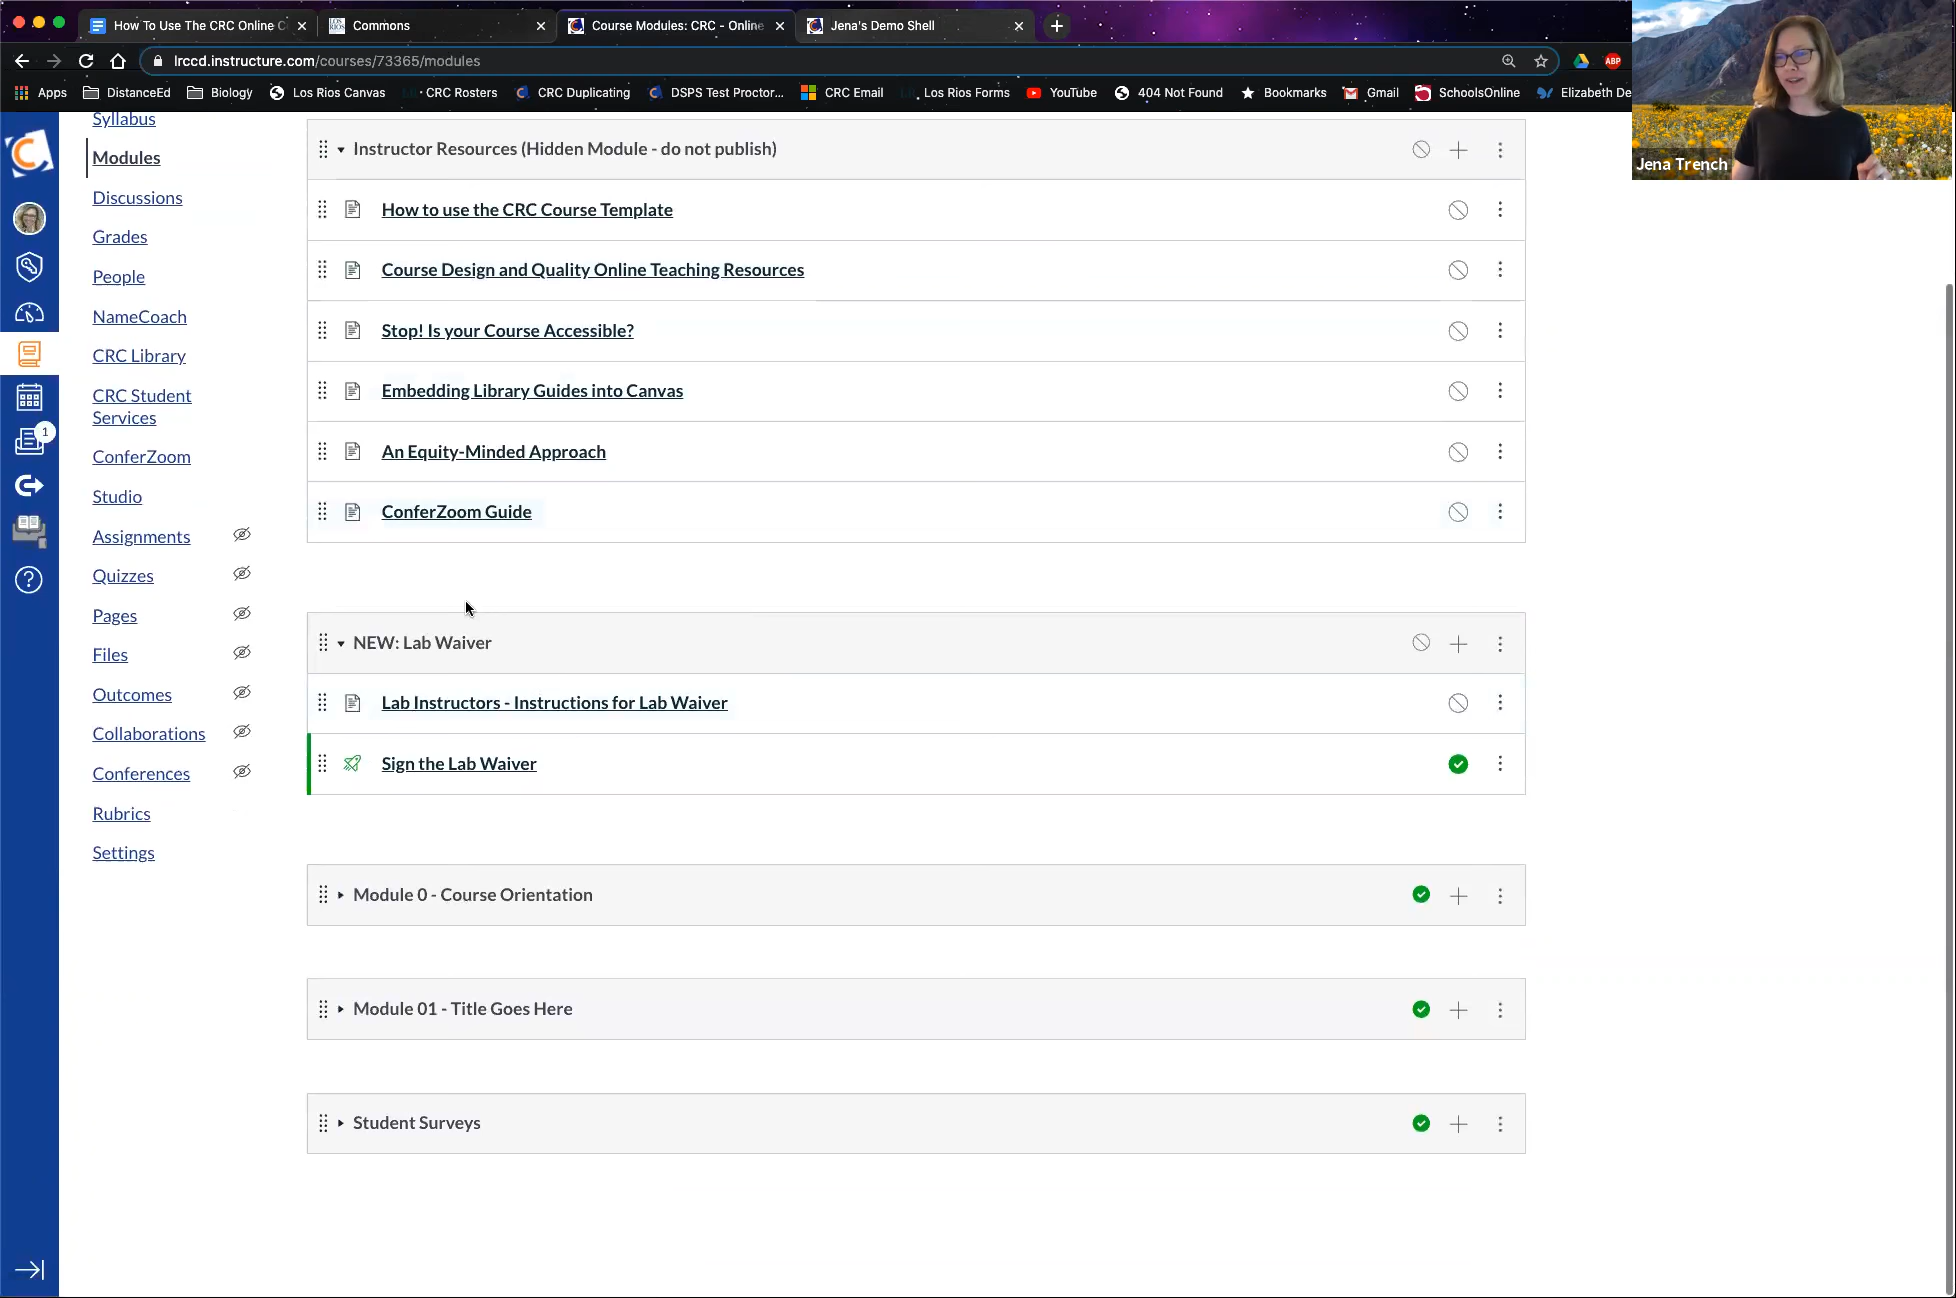 How To Use The CRC Online C
Commons
Course Modules: CRC - Online
Jena's Demo Shell
lrccd.instructure.com/courses/73365/modules
ABP
Apps
DistanceEd
Biology
Los Rios Canvas
CRC Rosters
CRC Duplicating
DSPS Test Proctor...
CRC Email
Los Rios Forms
YouTube
404 Not Found
Bookmarks
Gmail
SchoolsOnline
Elizabeth De
Jena Trench
Syllabus
Modules
Discussions
Grades
People
NameCoach
CRC Library
CRC Student
Services
ConferZoom
Studio
Assignments
Quizzes
Pages
Files
Outcomes
Collaborations
Conferences
Rubrics
Settings
1
Instructor Resources (Hidden Module - do not publish)
How to use the CRC Course Template
Course Design and Quality Online Teaching Resources
Stop! Is your Course Accessible?
Embedding Library Guides into Canvas
An Equity-Minded Approach
ConferZoom Guide
NEW: Lab Waiver
Lab Instructors - Instructions for Lab Waiver
Sign the Lab Waiver
Module 0 - Course Orientation
Module 01 - Title Goes Here
Student Surveys